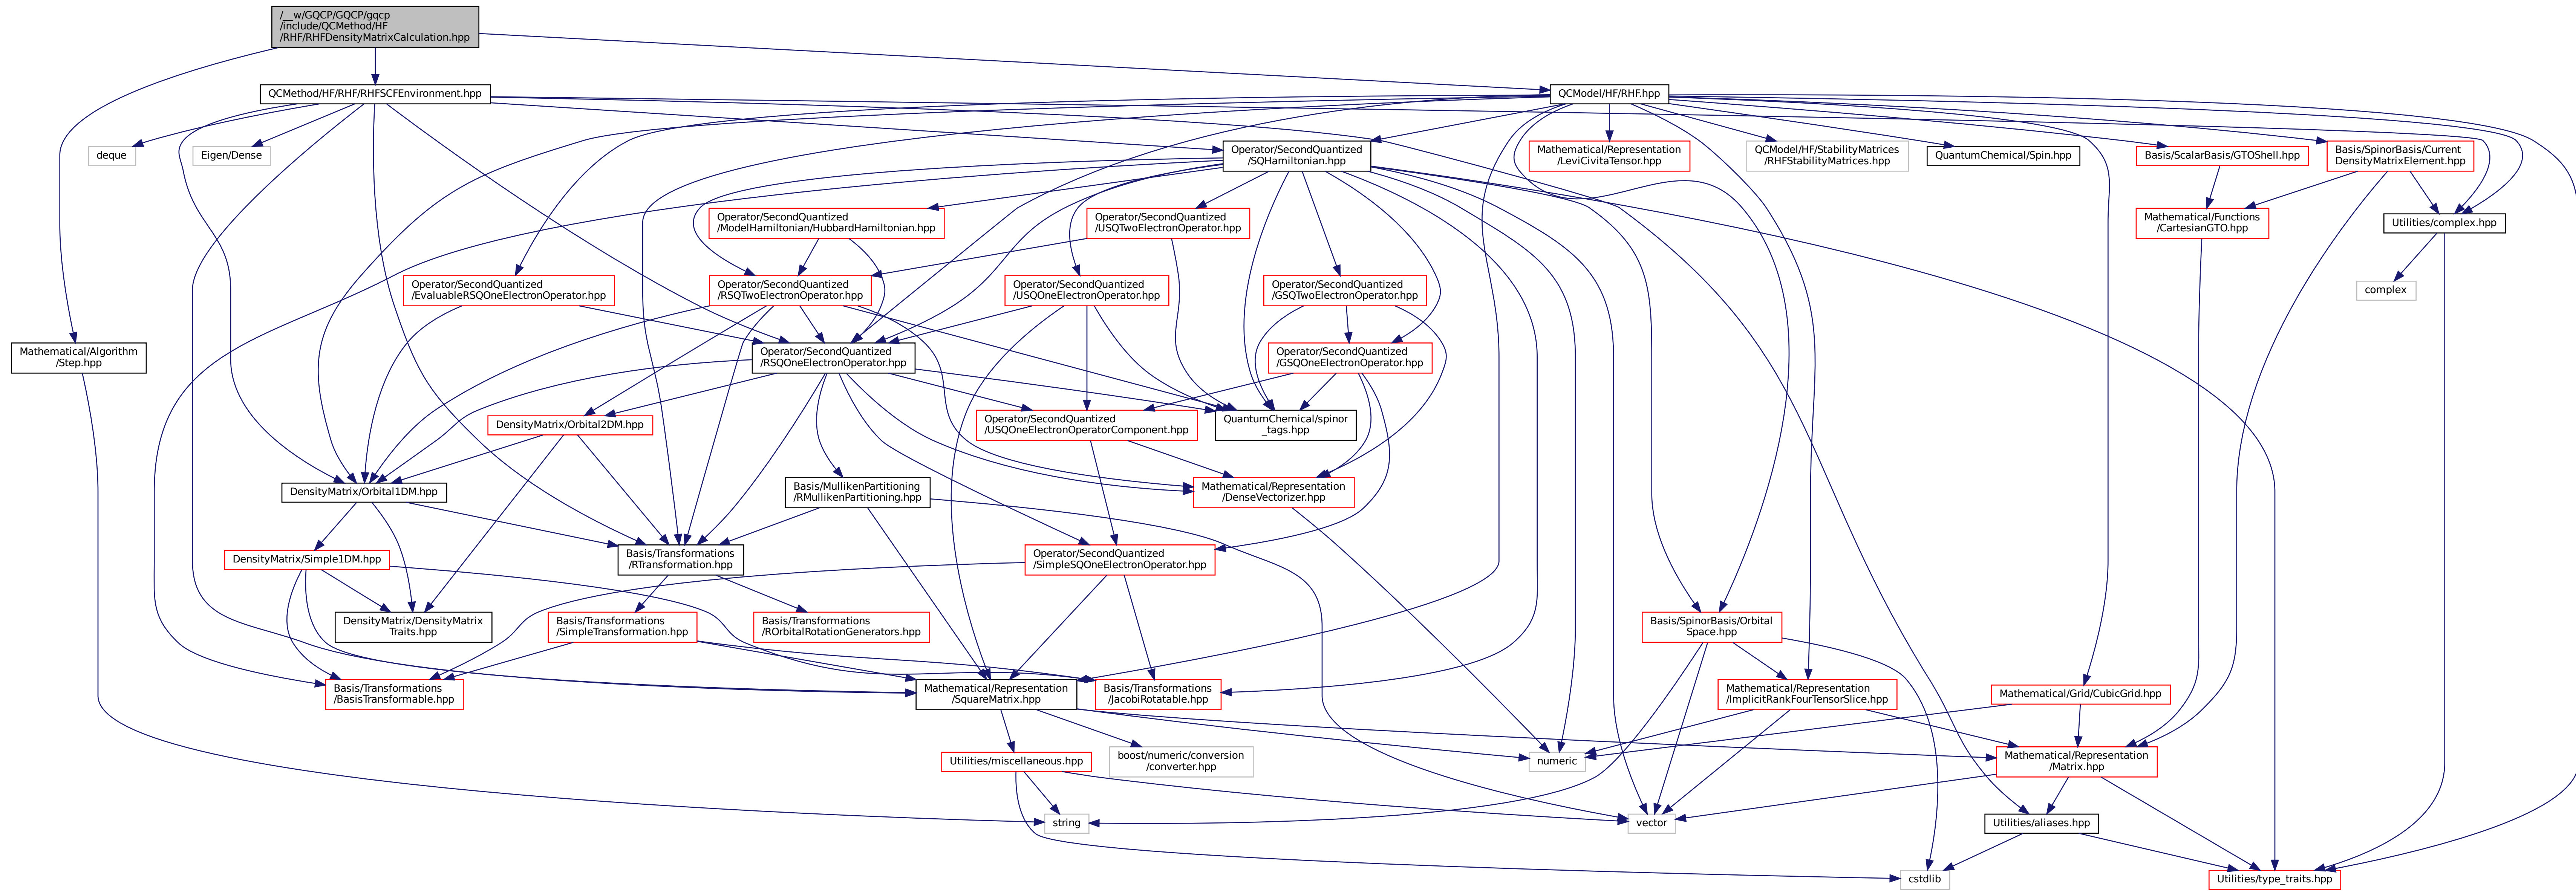 /__w/GQCP/GQCP/gqcp
/include/QCMethod/HF
/RHF/RHFDensityMatrixCalculation.hpp
QCMethod/HF/RHF/RHFSCFEnvironment.hpp
QCModel/HF/RHF.hpp
deque
Eigen/Dense
Operator/SecondQuantized
/SQHamiltonian.hpp
Mathematical/Representation
/LeviCivitaTensor.hpp
QCModel/HF/StabilityMatrices
/RHFStabilityMatrices.hpp
QuantumChemical/Spin.hpp
Basis/ScalarBasis/GTOShell.hpp
Basis/SpinorBasis/Current
DensityMatrixElement.hpp
Operator/SecondQuantized
/ModelHamiltonian/HubbardHamiltonian.hpp
Operator/SecondQuantized
/USQTwoElectronOperator.hpp
Mathematical/Functions
/CartesianGTO.hpp
Utilities/complex.hpp
Operator/SecondQuantized
/EvaluableRSQOneElectronOperator.hpp
Operator/SecondQuantized
/RSQTwoElectronOperator.hpp
Operator/SecondQuantized
/USQOneElectronOperator.hpp
Operator/SecondQuantized
/GSQTwoElectronOperator.hpp
complex
Mathematical/Algorithm
/Step.hpp
Operator/SecondQuantized
/RSQOneElectronOperator.hpp
Operator/SecondQuantized
/GSQOneElectronOperator.hpp
DensityMatrix/Orbital2DM.hpp
Operator/SecondQuantized
/USQOneElectronOperatorComponent.hpp
QuantumChemical/spinor
_tags.hpp
DensityMatrix/Orbital1DM.hpp
Basis/MullikenPartitioning
/RMullikenPartitioning.hpp
Mathematical/Representation
/DenseVectorizer.hpp
DensityMatrix/Simple1DM.hpp
Basis/Transformations
/RTransformation.hpp
Operator/SecondQuantized
/SimpleSQOneElectronOperator.hpp
DensityMatrix/DensityMatrix
Traits.hpp
Basis/Transformations
/SimpleTransformation.hpp
Basis/Transformations
/ROrbitalRotationGenerators.hpp
Basis/SpinorBasis/Orbital
Space.hpp
Basis/Transformations
/BasisTransformable.hpp
Mathematical/Representation
/SquareMatrix.hpp
Basis/Transformations
/JacobiRotatable.hpp
Mathematical/Representation
/ImplicitRankFourTensorSlice.hpp
Mathematical/Grid/CubicGrid.hpp
Utilities/miscellaneous.hpp
boost/numeric/conversion
/converter.hpp
numeric
Mathematical/Representation
/Matrix.hpp
string
vector
Utilities/aliases.hpp
cstdlib
Utilities/type_traits.hpp